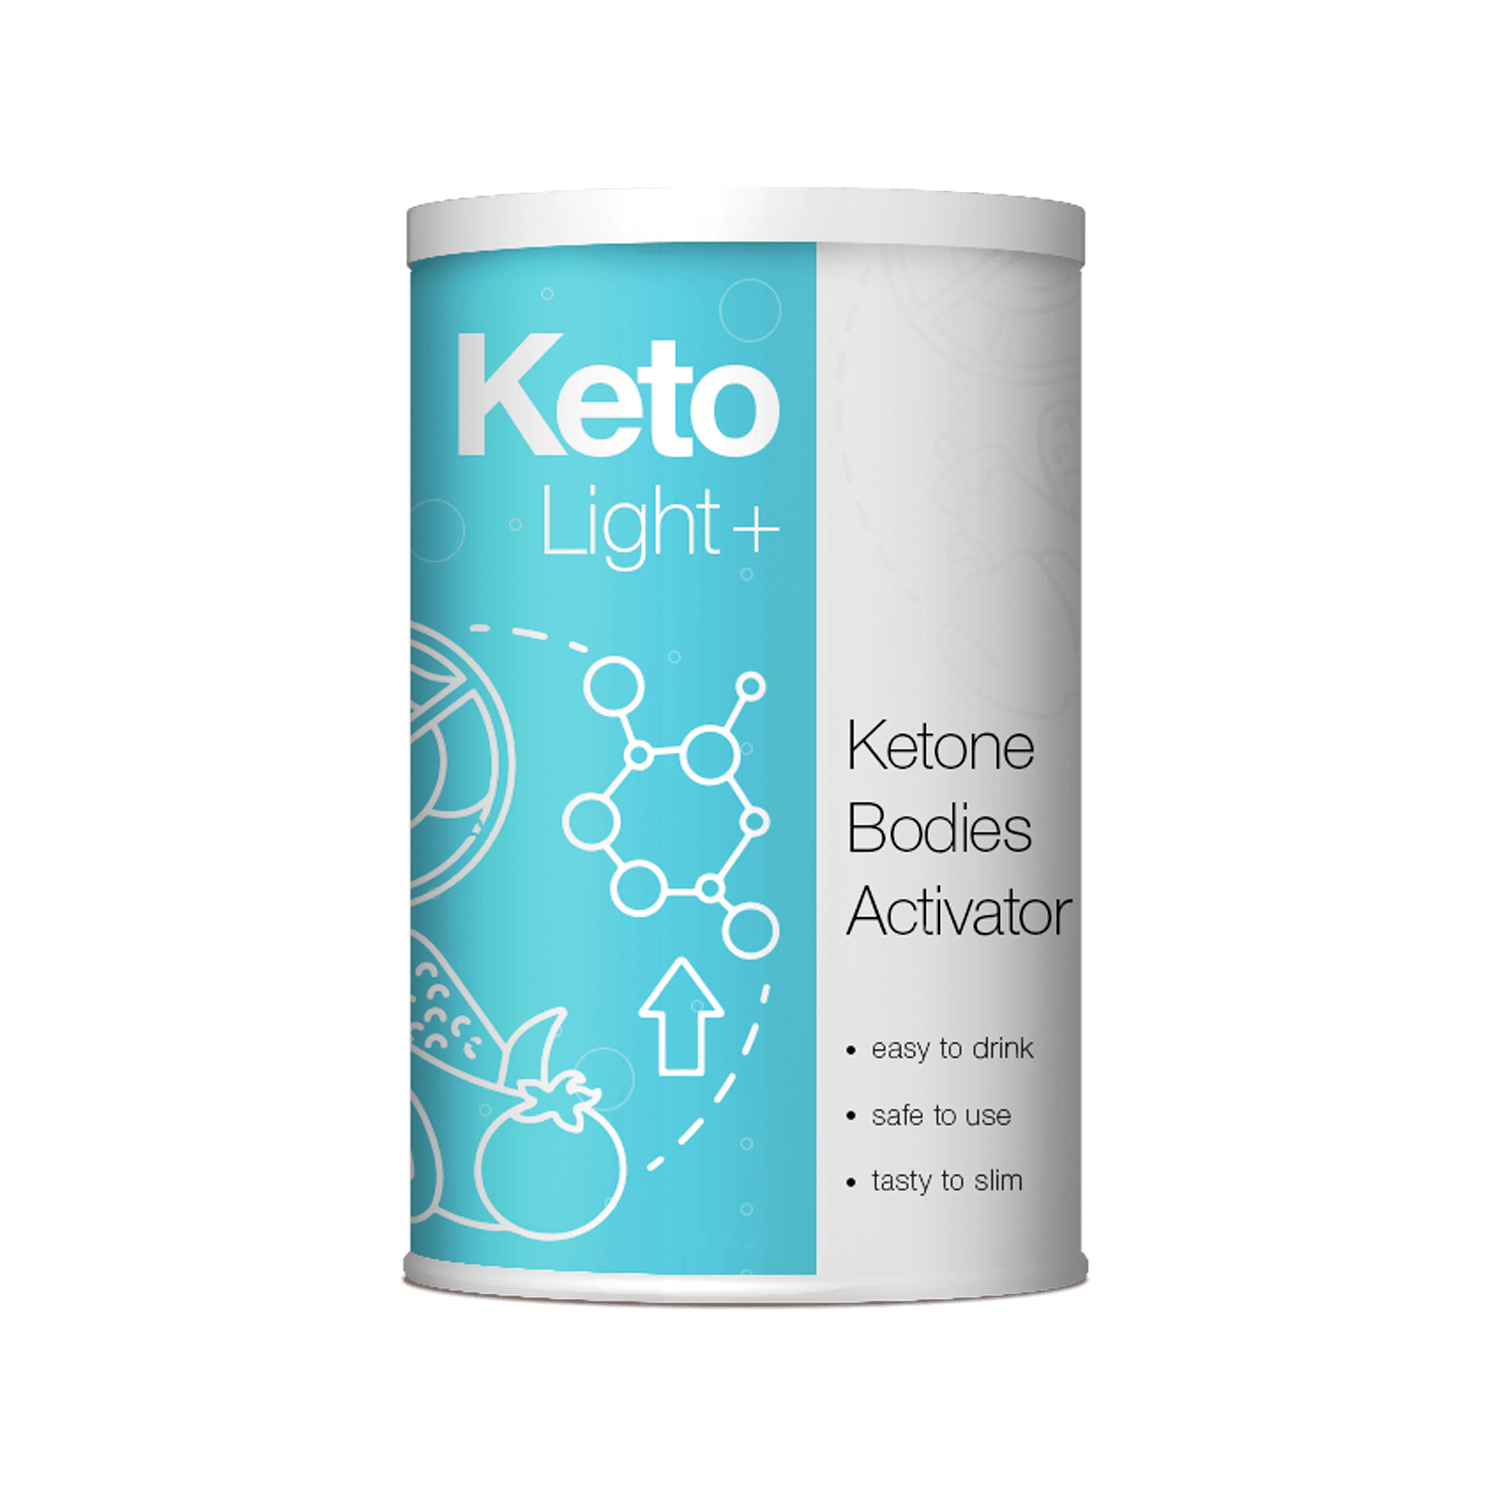 Keto
Light +
Ketone
Bodies
Activator
• easy to drink
• safe to use
• tasty to slim